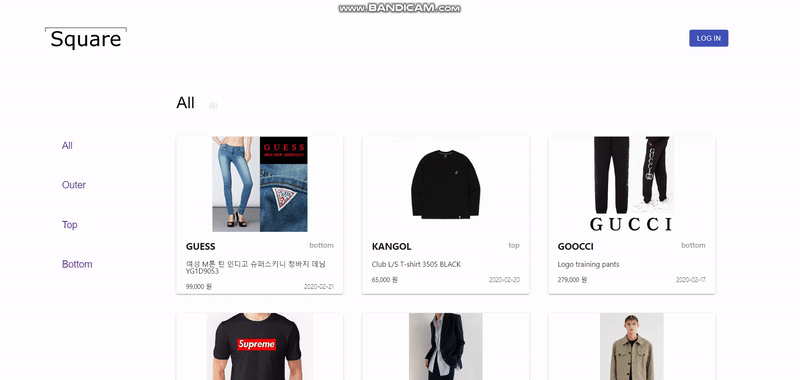 www.BANDICAM.com
Square
LOG IN
All (6)
All
Outer
Top
Bottom
GUESS
GUCCI
GUESS bottom
여성 M톤 틴 인디고 슈퍼스키니 청바지 데님
YG1D9053
99,000 원 2020-02-21
KANGOL top
Club L/S T-shirt 3505 BLACK
65,000 원 2020-02-20
GOOCCI bottom
Logo training pants
279,000 원 2020-02-17
Supreme